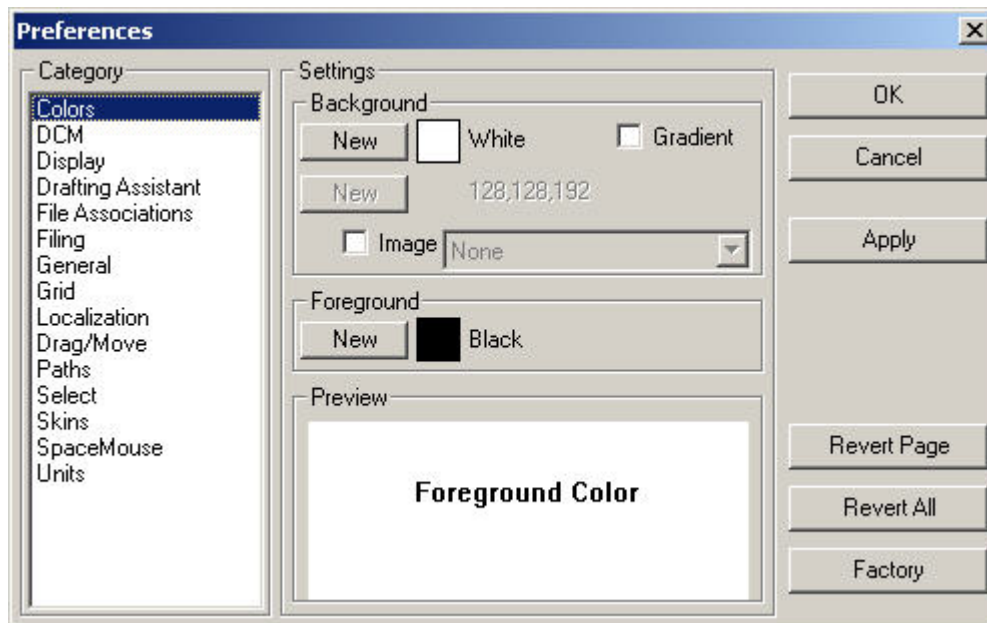 Preferences
Category
Colors
DCM
Display
Drafting Assistant
File Associations
Filing
General
Grid
Localization
Drag/Move
Paths
Select
Skins
SpaceMouse
Units
Settings
Background
New White Gradient
New 128,128,192
Image None
Foreground
New Black
Preview
Foreground Color
OK
Cancel
Apply
Revert Page
Revert All
Factory